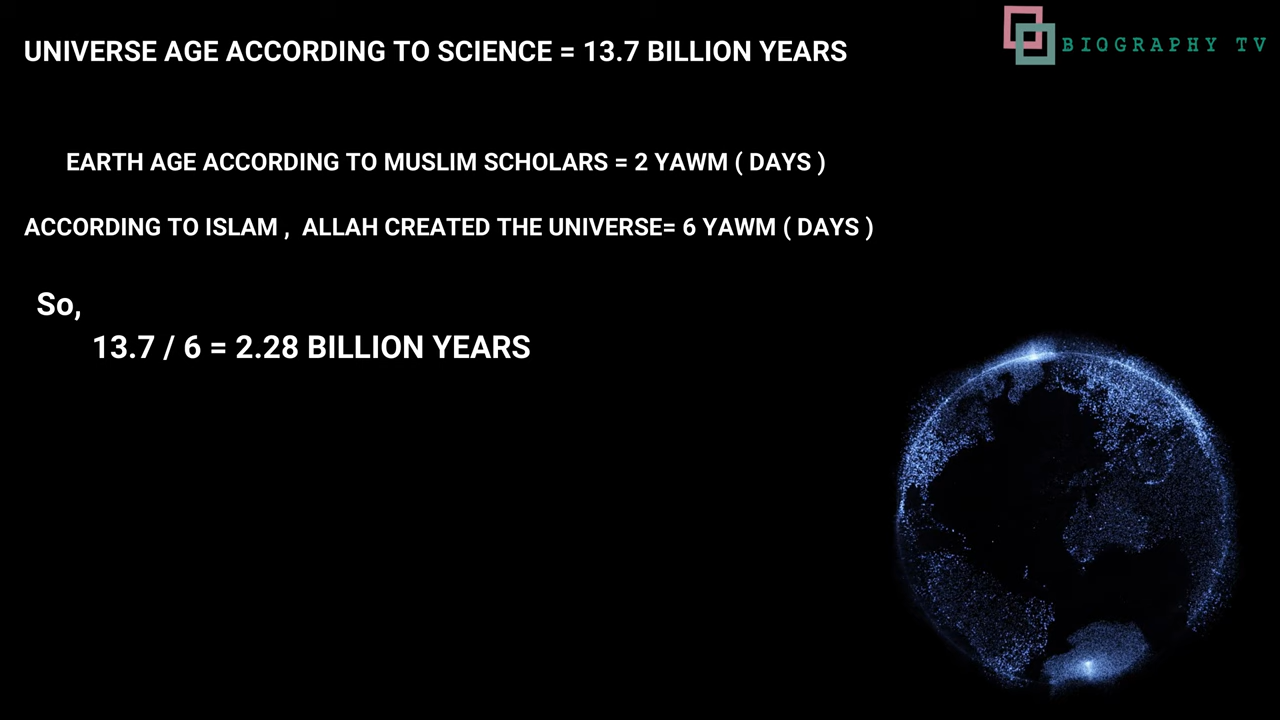 UNIVERSE AGE ACCORDING TO SCIENCE = 13.7 BILLION YEARS
BIOGRAPHY TV
EARTH AGE ACCORDING TO MUSLIM SCHOLARS = 2 YAWM ( DAYS )
ACCORDING TO ISLAM , ALLAH CREATED THE UNIVERSE= 6 YAWM ( DAYS )
So,
13.7 / 6 = 2.28 BILLION YEARS